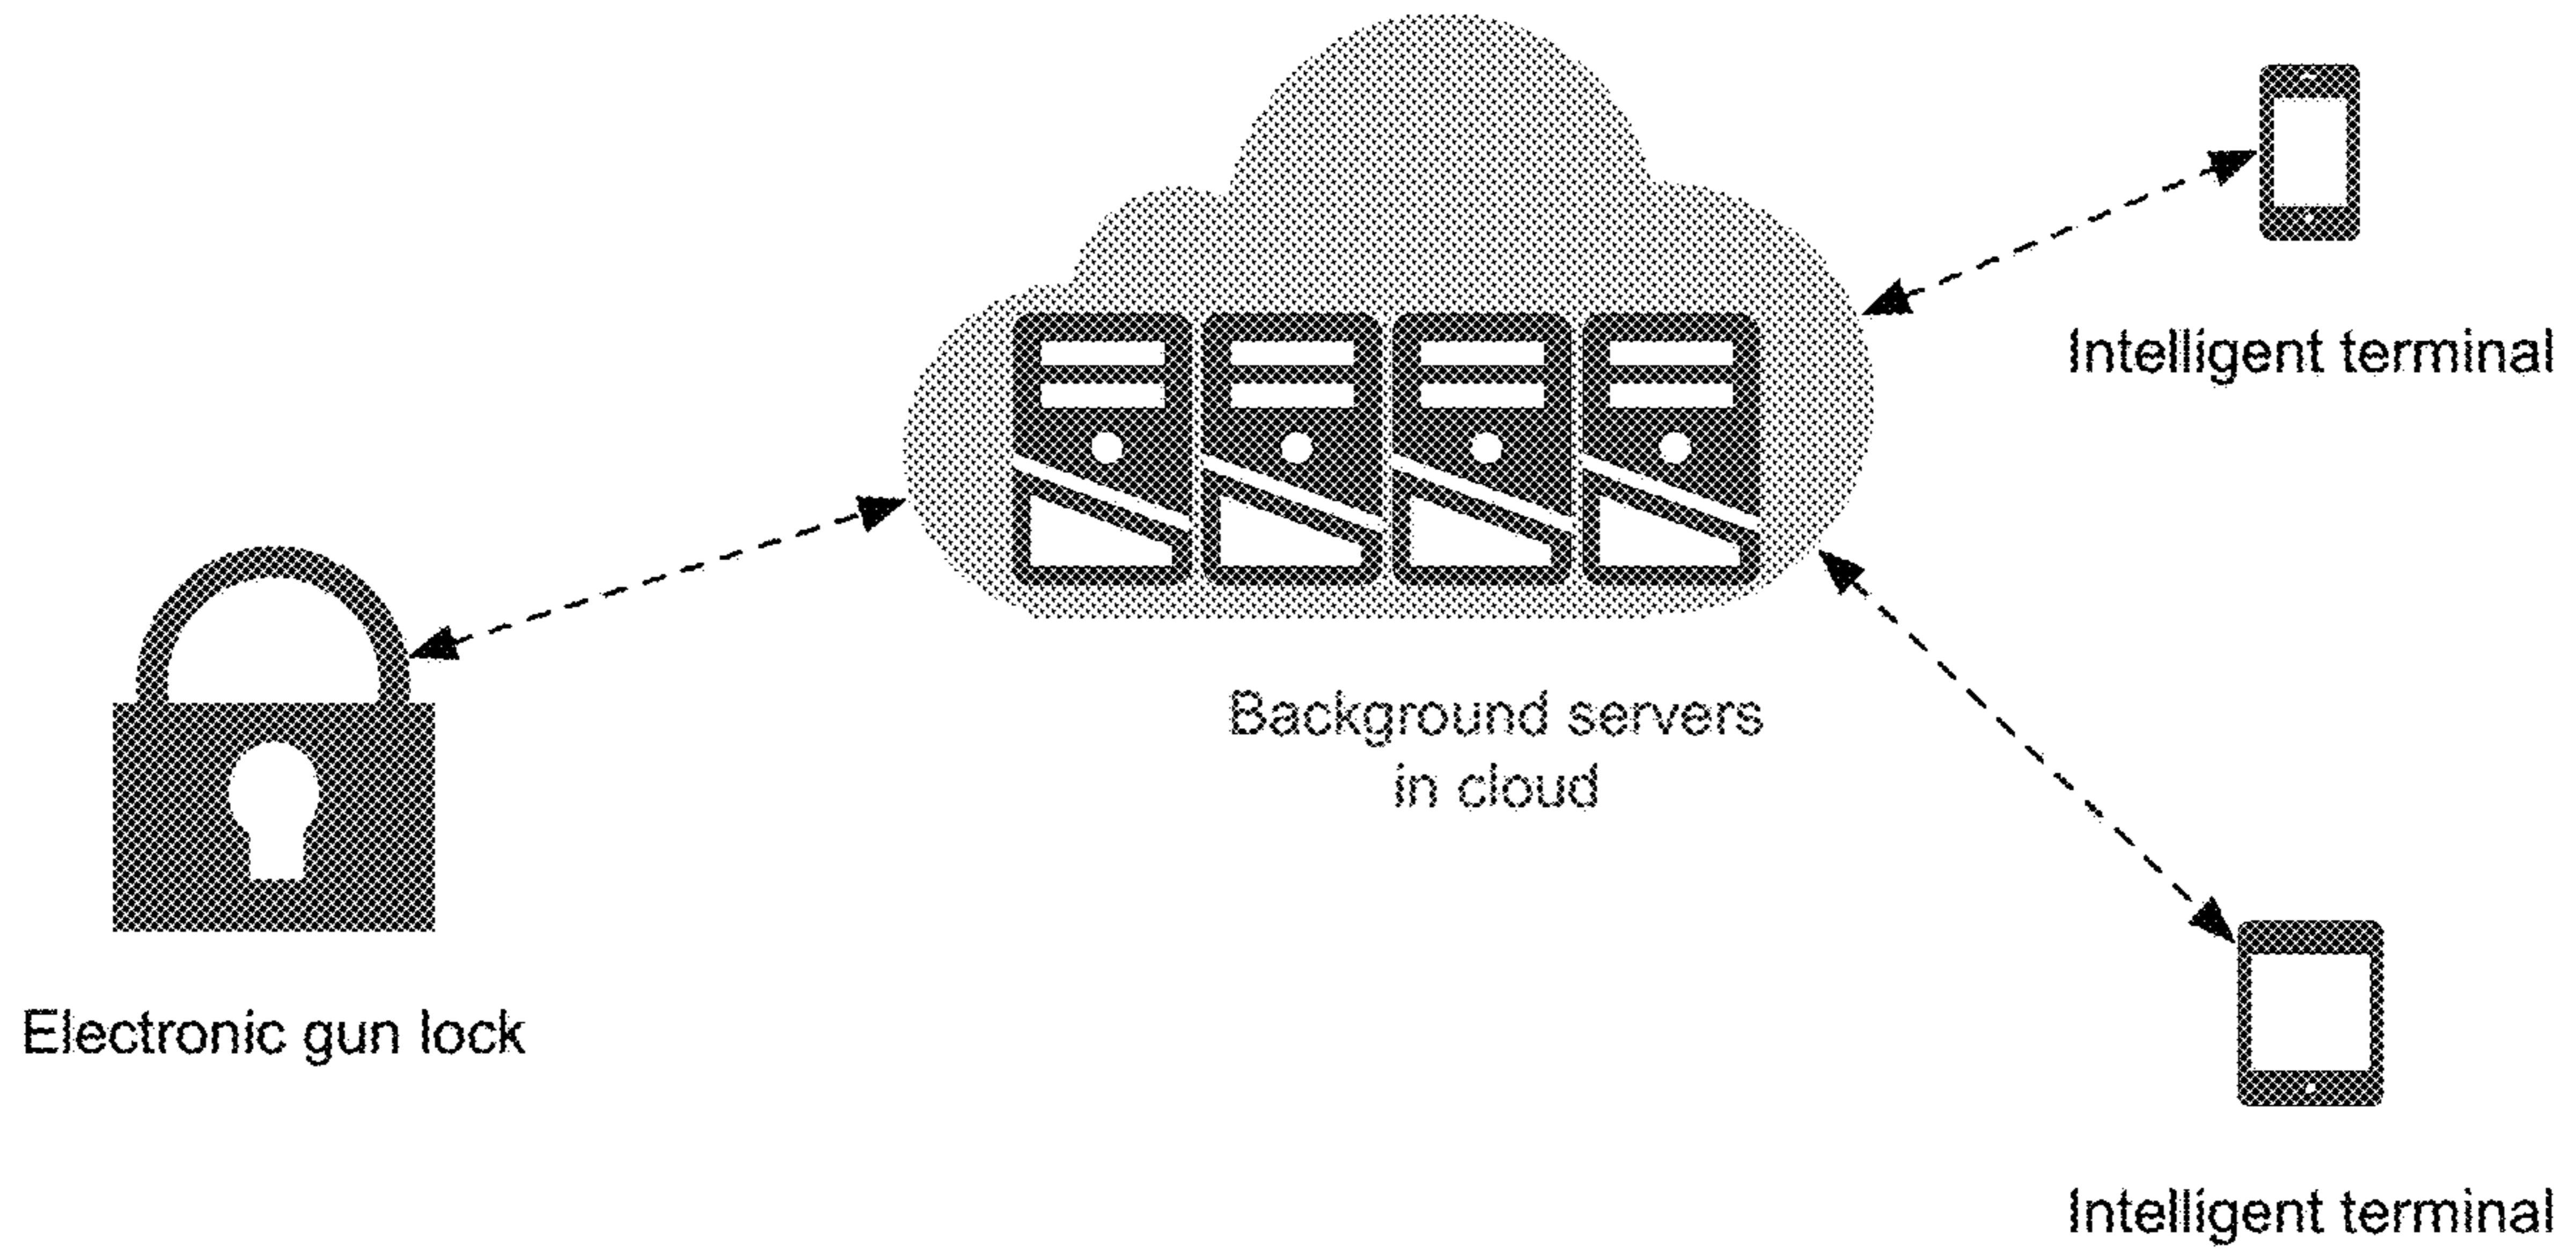 Intelligent terminal
Background servers
in cloud
Electronic gun lock
Intelligent terminal